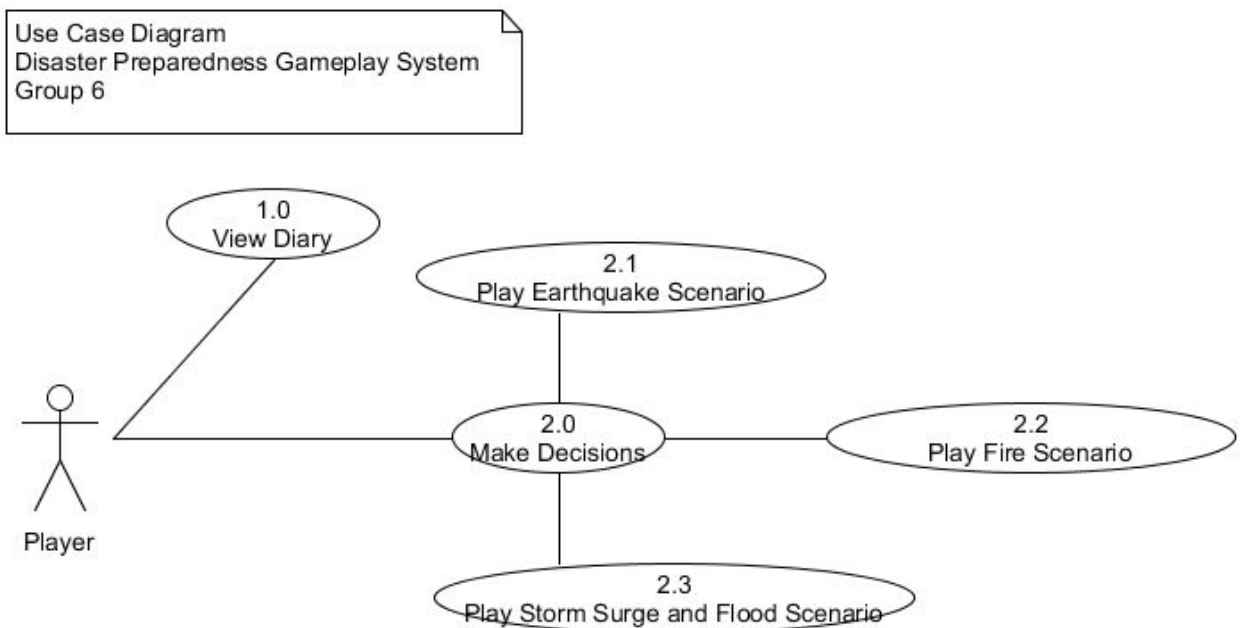 Use Case Diagram
Disaster Preparedness Gameplay System
Group 6
1.0
View Diary
2.1
Play Earthquake Scenario
2.0
Make Decisions
2.2
Play Fire Scenario
Player
2.3
Play Storm Surge and Flood Scenario